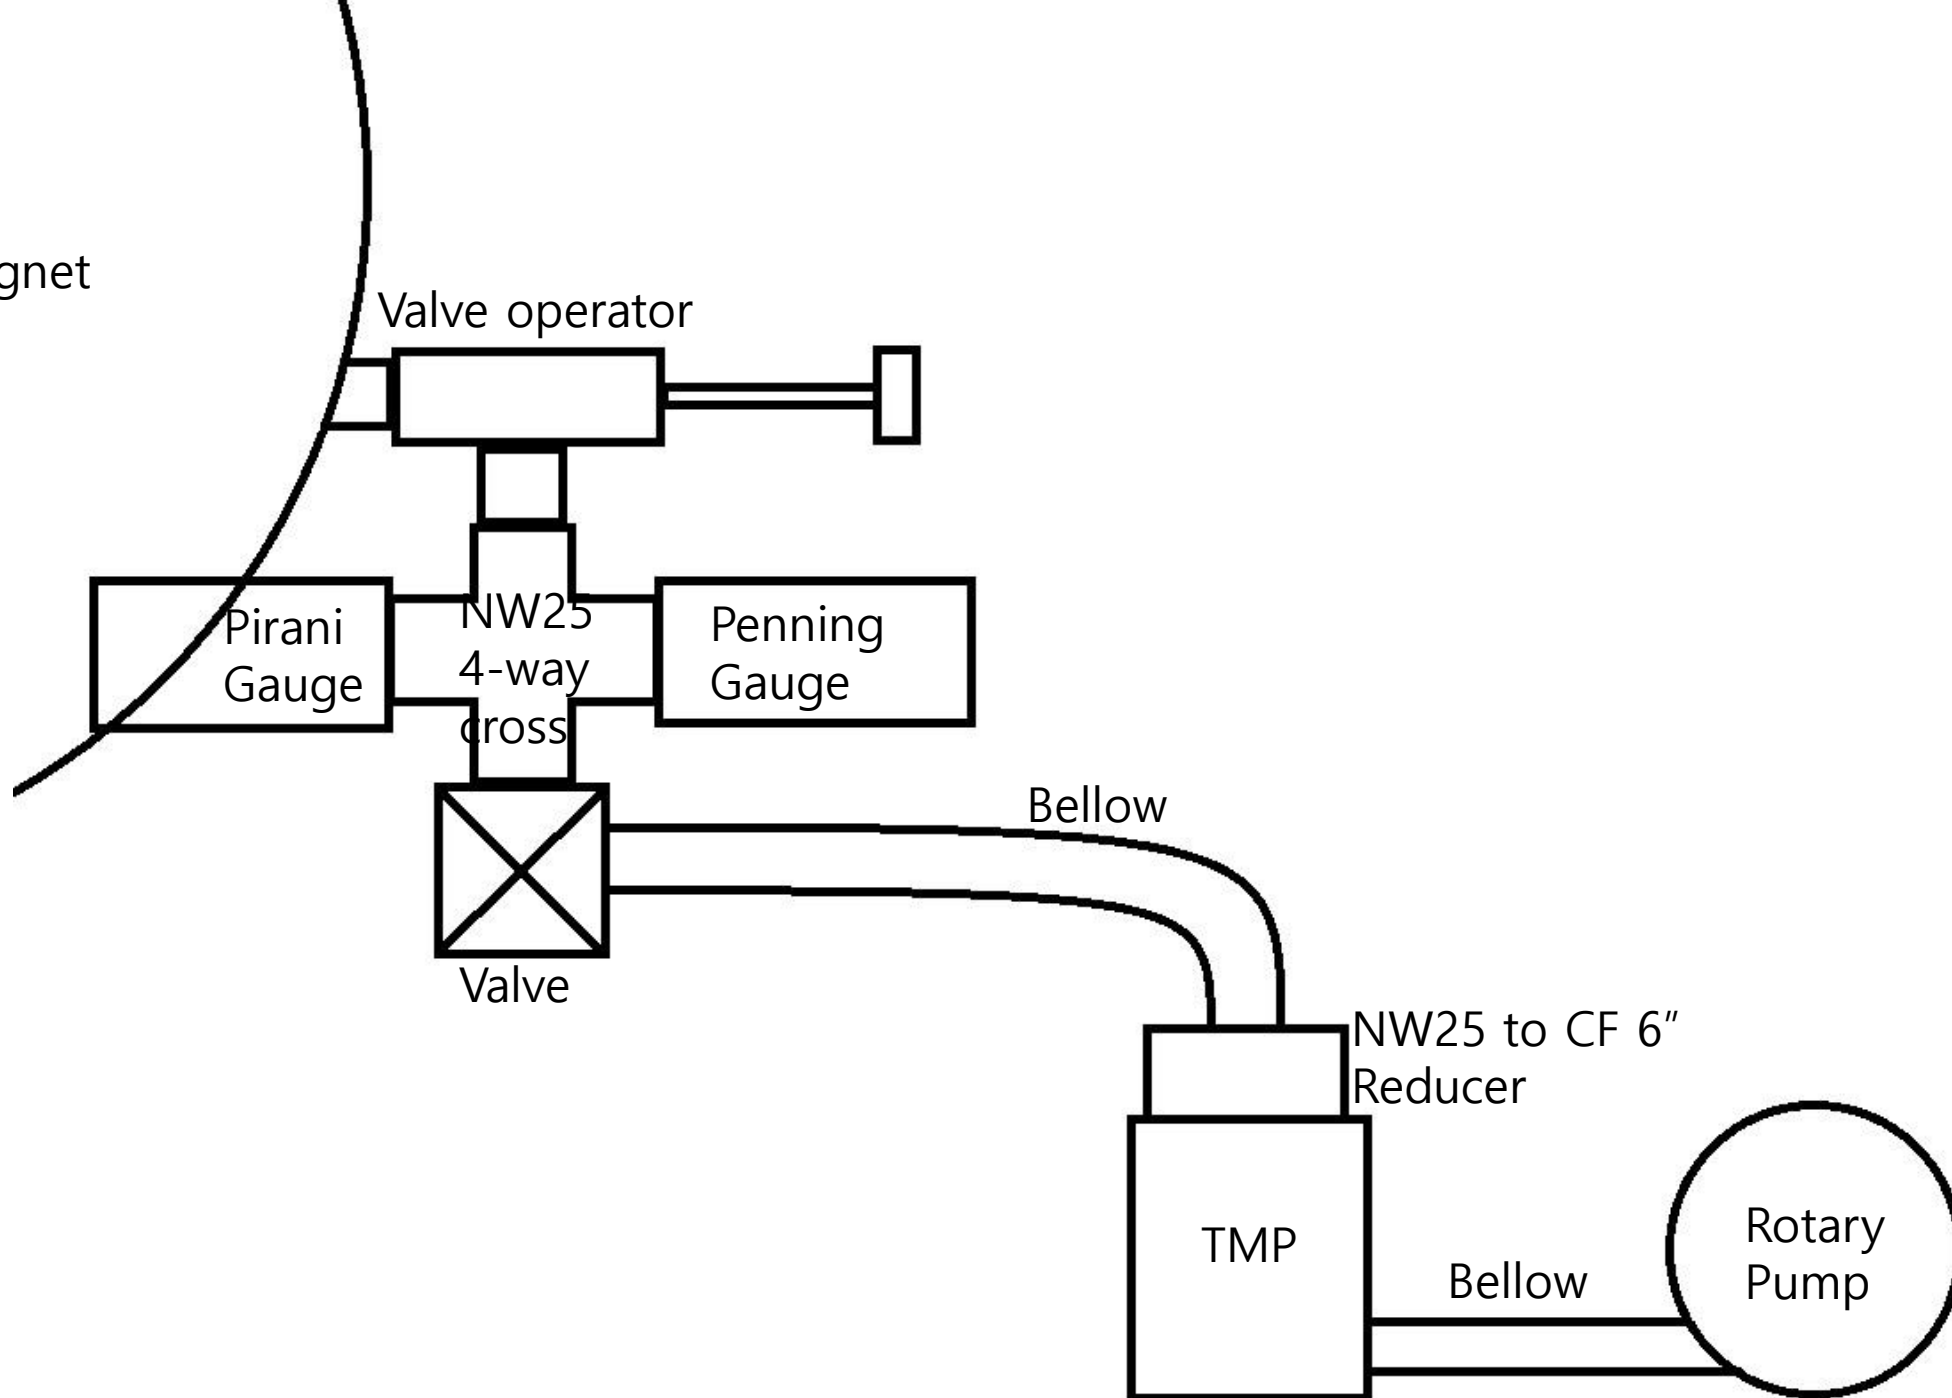 gnet
Valve operator
Pirani
Gauge
NW25
4-way
cross
Penning
Gauge
Bellow
Valve
NW25 to CF 6″
Reducer
TMP
Bellow
Rotary
Pump